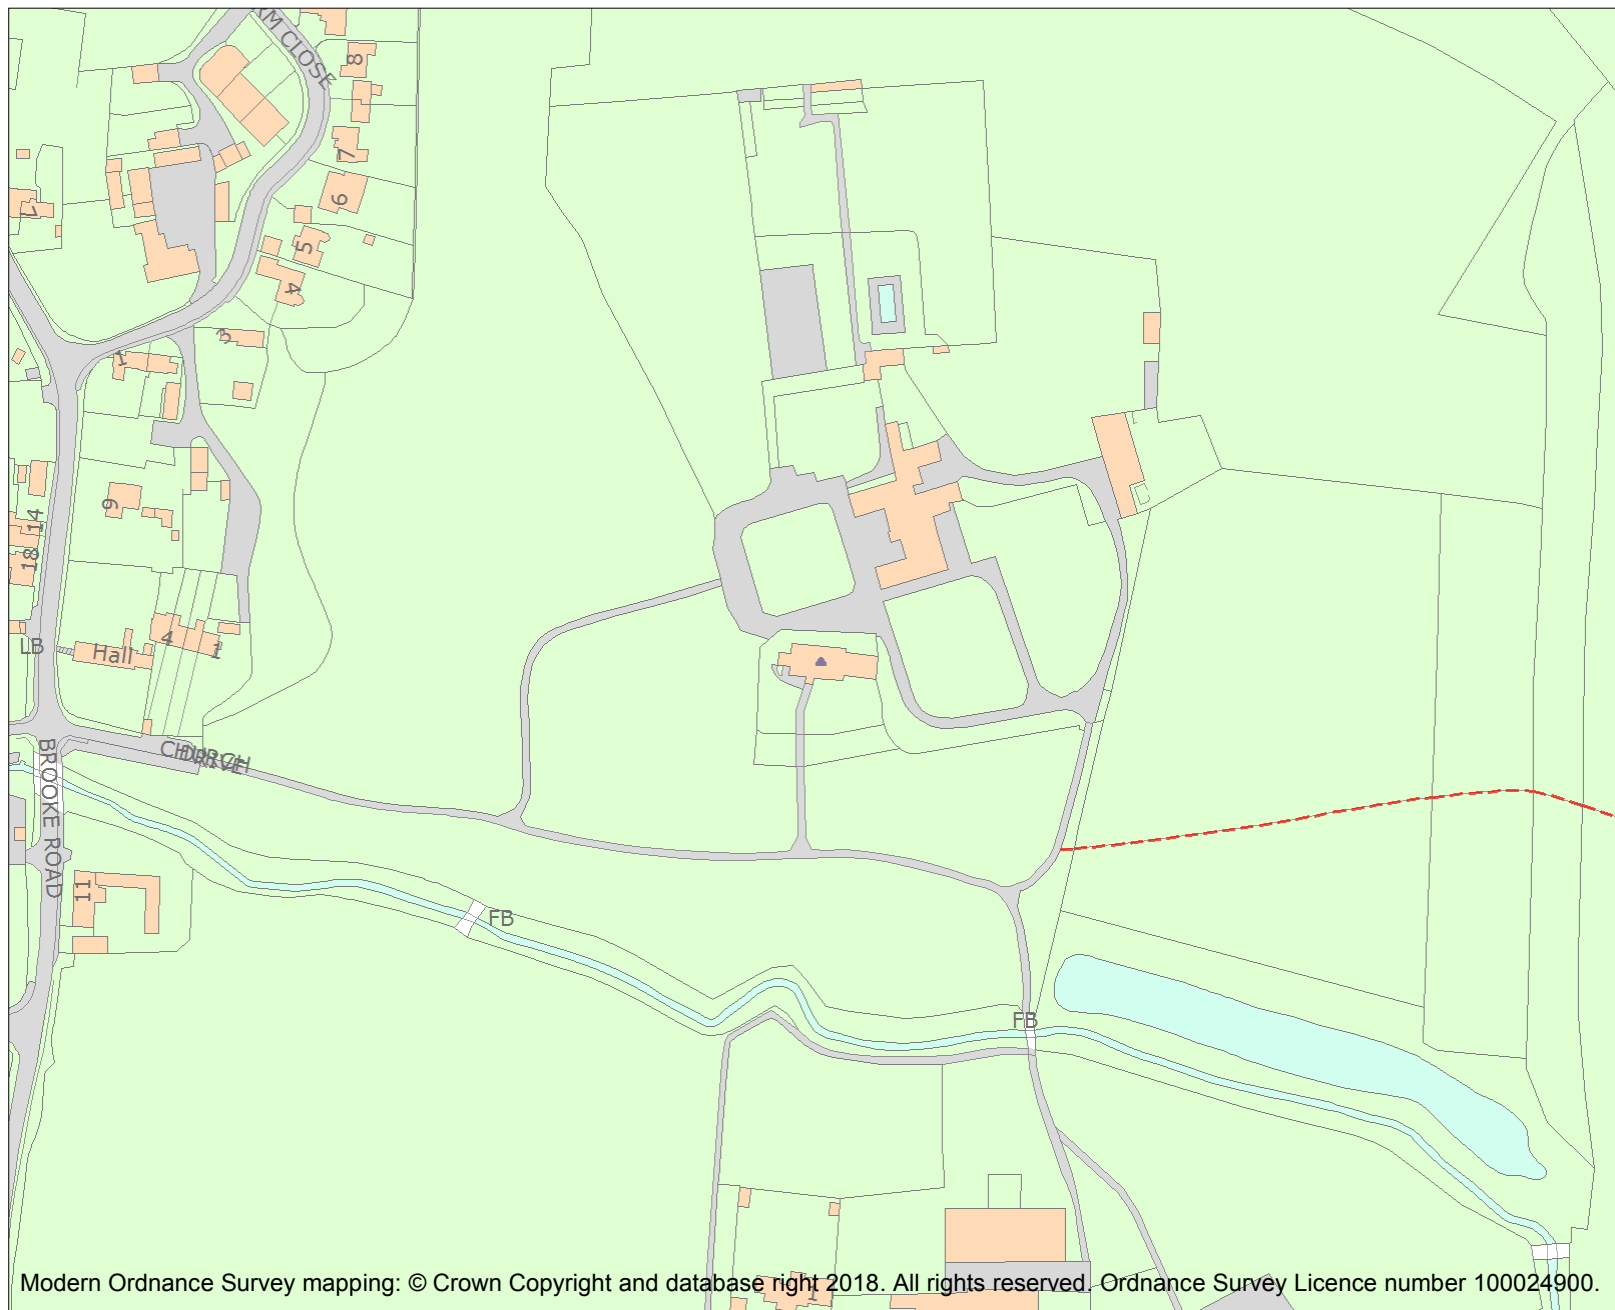 RM CLOSE
8
7
6
7
5
4
3
1
9
14
18
LB
Hall
4
1
CHURCH
DRIVE
BROOKE ROAD
11
FB
FB
1
Modern Ordnance Survey mapping: © Crown Copyright and database right 2018. All rights reserved. Ordnance Survey Licence number 100024900.